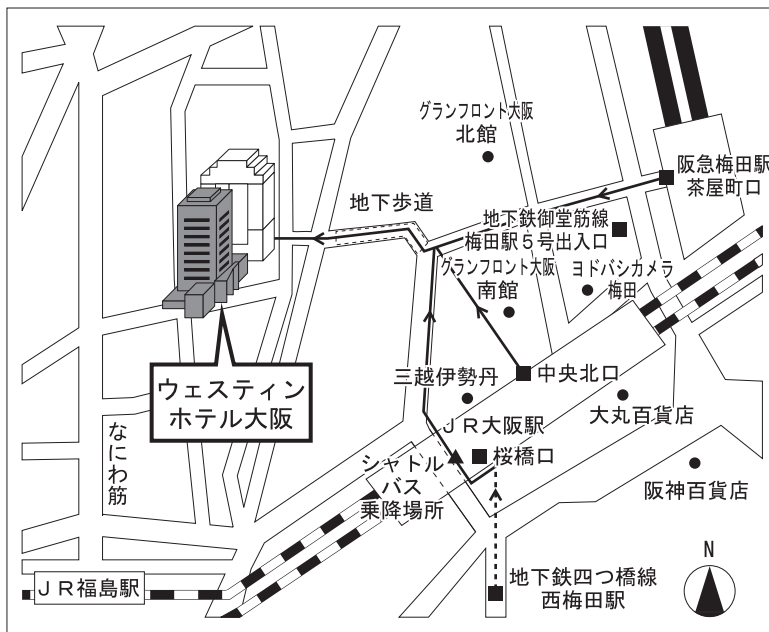 グランフロント大阪
北館
阪急梅田駅
茶屋町口
地下歩道
地下鉄御堂筋線
梅田駅5号出入口
グランフロント大阪
南館
ヨドバシカメラ
梅田
三越伊勢丹
中央北口
ウェスティン
ホテル大阪
大丸百貨店
JR大阪駅
なにわ筋
シャトル
バス
乗降場所
桜橋口
阪神百貨店
N
JR福島駅
地下鉄四つ橋線
西梅田駅